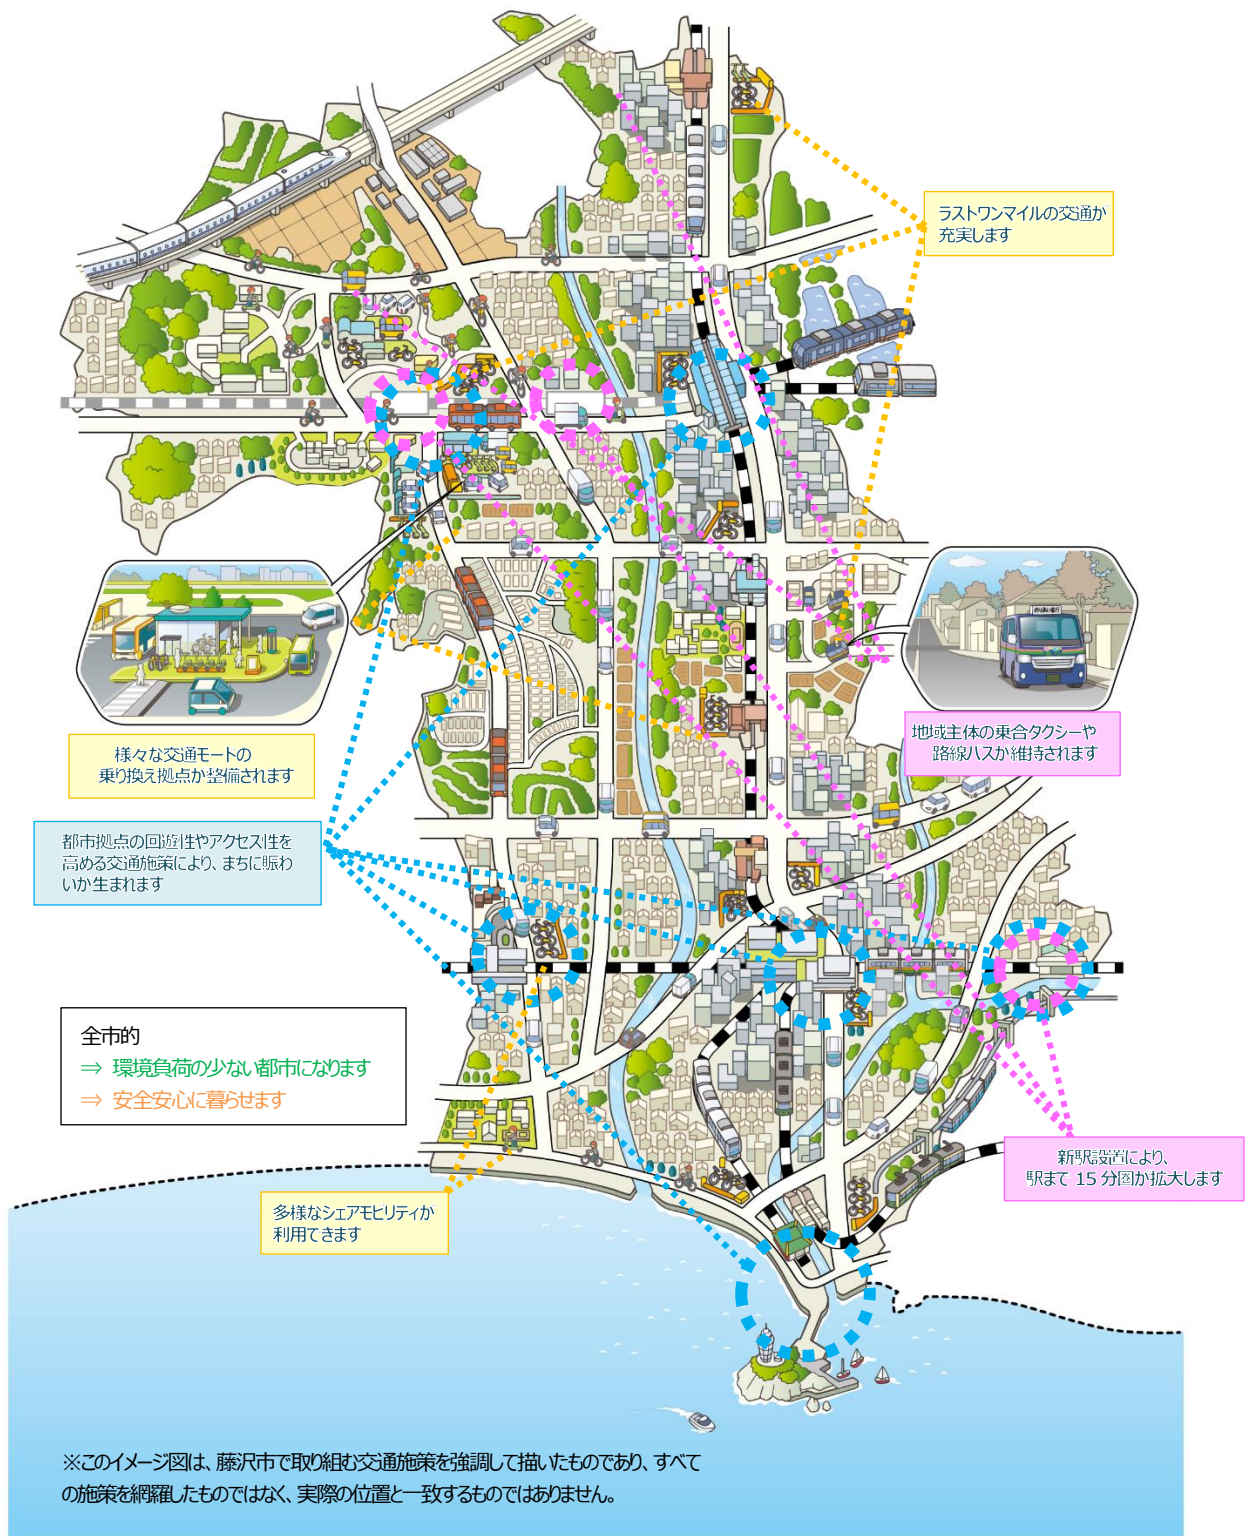 ラストワンマイルの交通が
充実します
様々な交通モードの
乗り換え拠点が整備されます
地域主体の乗合タクシーや
路線バスが維持されます
都市拠点の回遊性やアクセス性を
高める交通施策により、まちに賑わ
いが生まれます
全市的
⇒ 環境負荷の少ない都市になります
⇒ 安全安心に暮らせます
新駅設置により、
駅まで 15 分圏が拡大します
多様なシェアモビリティが
利用できます
※このイメージ図は、藤沢市で取り組む交通施策を強調して描いたものであり、すべて
の施策を網羅したものではなく、実際の位置と一致するものではありません。